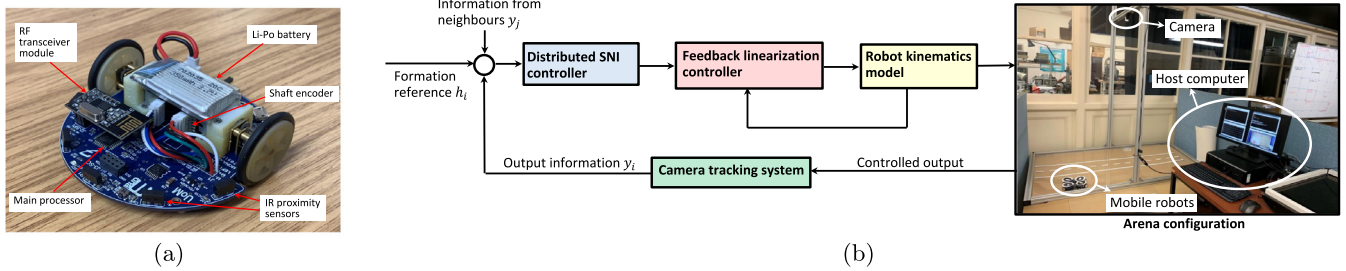 RF
transceiver
module
Li-Po battery
Shaft encoder
Main processor
IR proximity
sensors
UoM
(a)
Information from
neighbours y_j
Formation
reference h_i
Distributed SNI
controller
Feedback linearization
controller
Robot kinematics
model
Output information y_i
Camera tracking system
Controlled output
Camera
Host computer
Mobile robots
Arena configuration
(b)